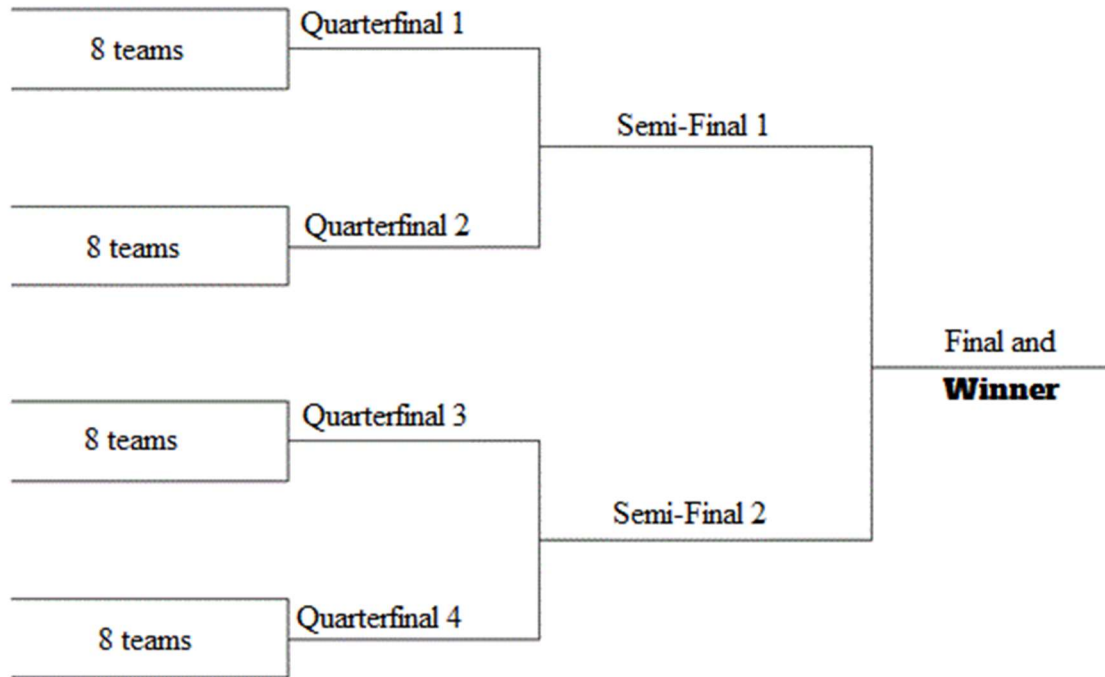 Quarterfinal 1
8 teams
Semi-Final 1
Quarterfinal 2
8 teams
Final and
Winner
Quarterfinal 3
8 teams
Semi-Final 2
Quarterfinal 4
8 teams